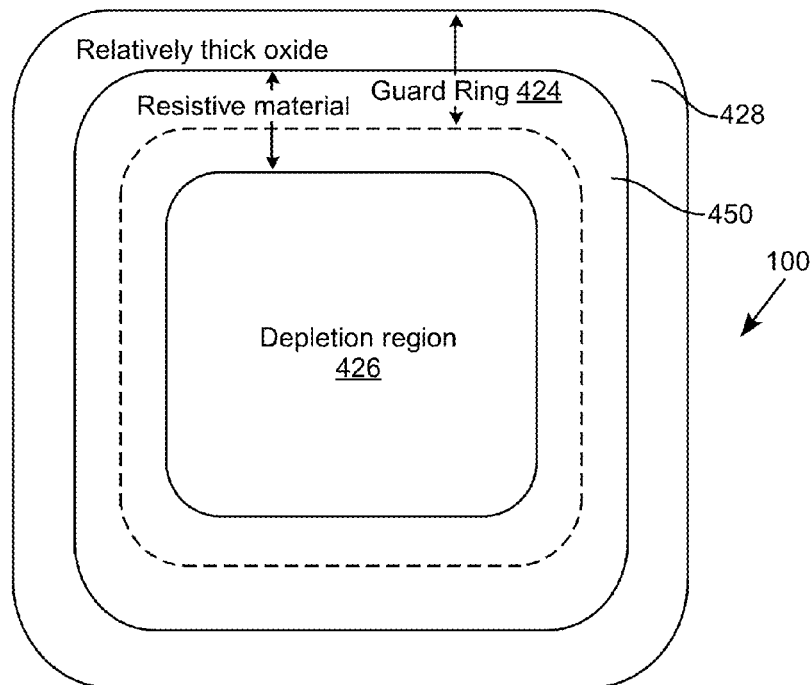 Relatively thick oxide
Guard Ring 424
Resistive material
428
450
100
Depletion region
426